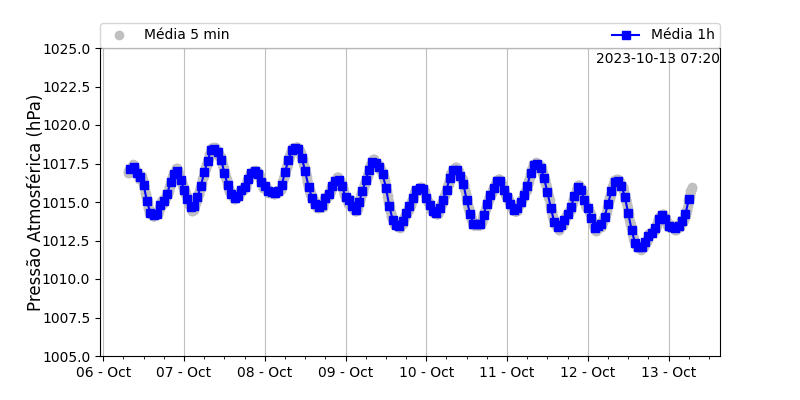 Média 5 min
Média 1h
2023-10-13 07:20
Pressão Atmosférica (hPa)
1025.0
1022.5
1020.0
1017.5
1015.0
1012.5
1010.0
1007.5
1005.0
06 - Oct
07 - Oct
08 - Oct
09 - Oct
10 - Oct
11 - Oct
12 - Oct
13 - Oct